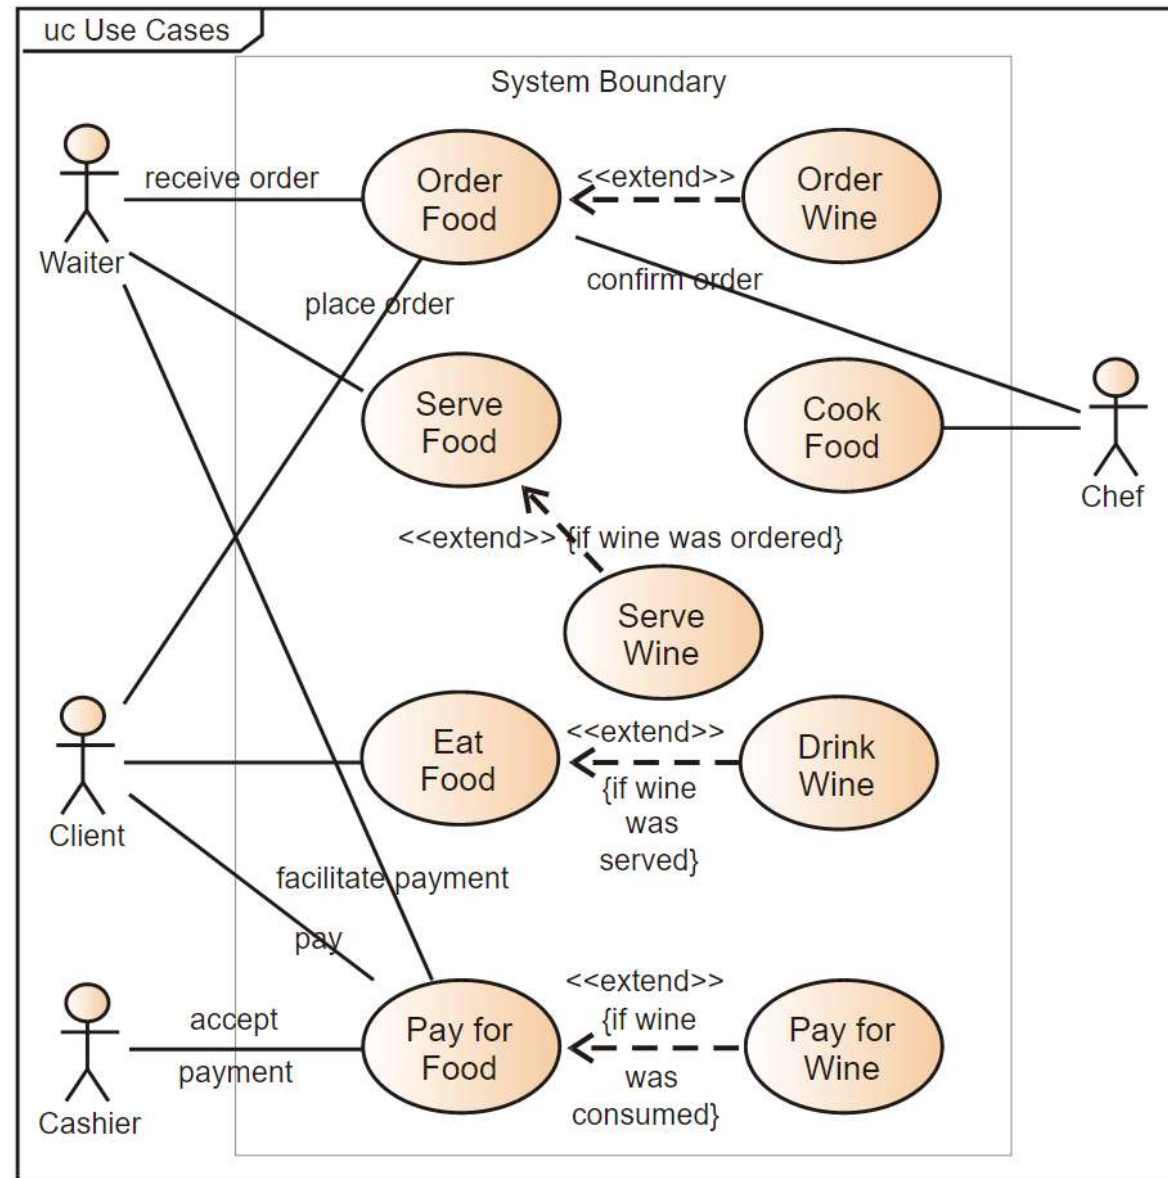 uc Use Cases
System Boundary
receive order
Order
Food
<<extend>>
Order
Wine
Waiter
place order
confirm order
Serve
Food
Cook
Food
Chef
<<extend>> {if wine was ordered}
Serve
Wine
Client
Eat
Food
<<extend>>
{if wine
was
served}
Drink
Wine
facilitate payment
pay
Cashier
accept
payment
Pay for
Food
<<extend>>
{if wine
was
consumed}
Pay for
Wine